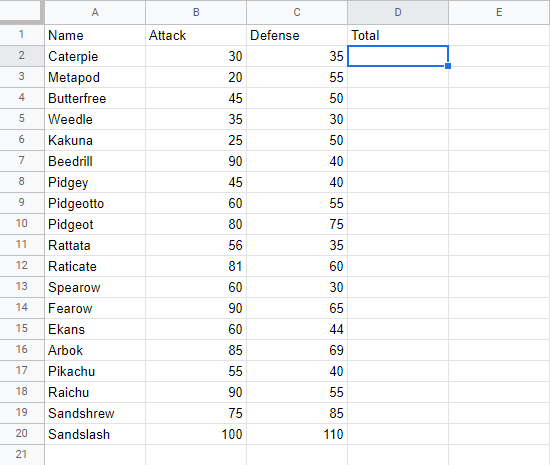 A B C D E
1 Name Attack Defense Total
2 Caterpie 30 35
3 Metapod 20 55
4 Butterfree 45 50
5 Weedle 35 30
6 Kakuna 25 50
7 Beedrill 90 40
8 Pidgey 45 40
9 Pidgeotto 60 55
10 Pidgeot 80 75
11 Rattata 56 35
12 Raticate 81 60
13 Spearow 60 30
14 Fearow 90 65
15 Ekans 60 44
16 Arbok 85 69
17 Pikachu 55 40
18 Raichu 90 55
19 Sandshrew 75 85
20 Sandslash 100 110
21